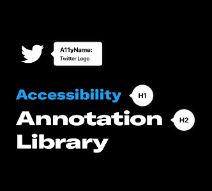 A11yName:
Twitter Logo
Accessibility H1
Annotation H2
Library